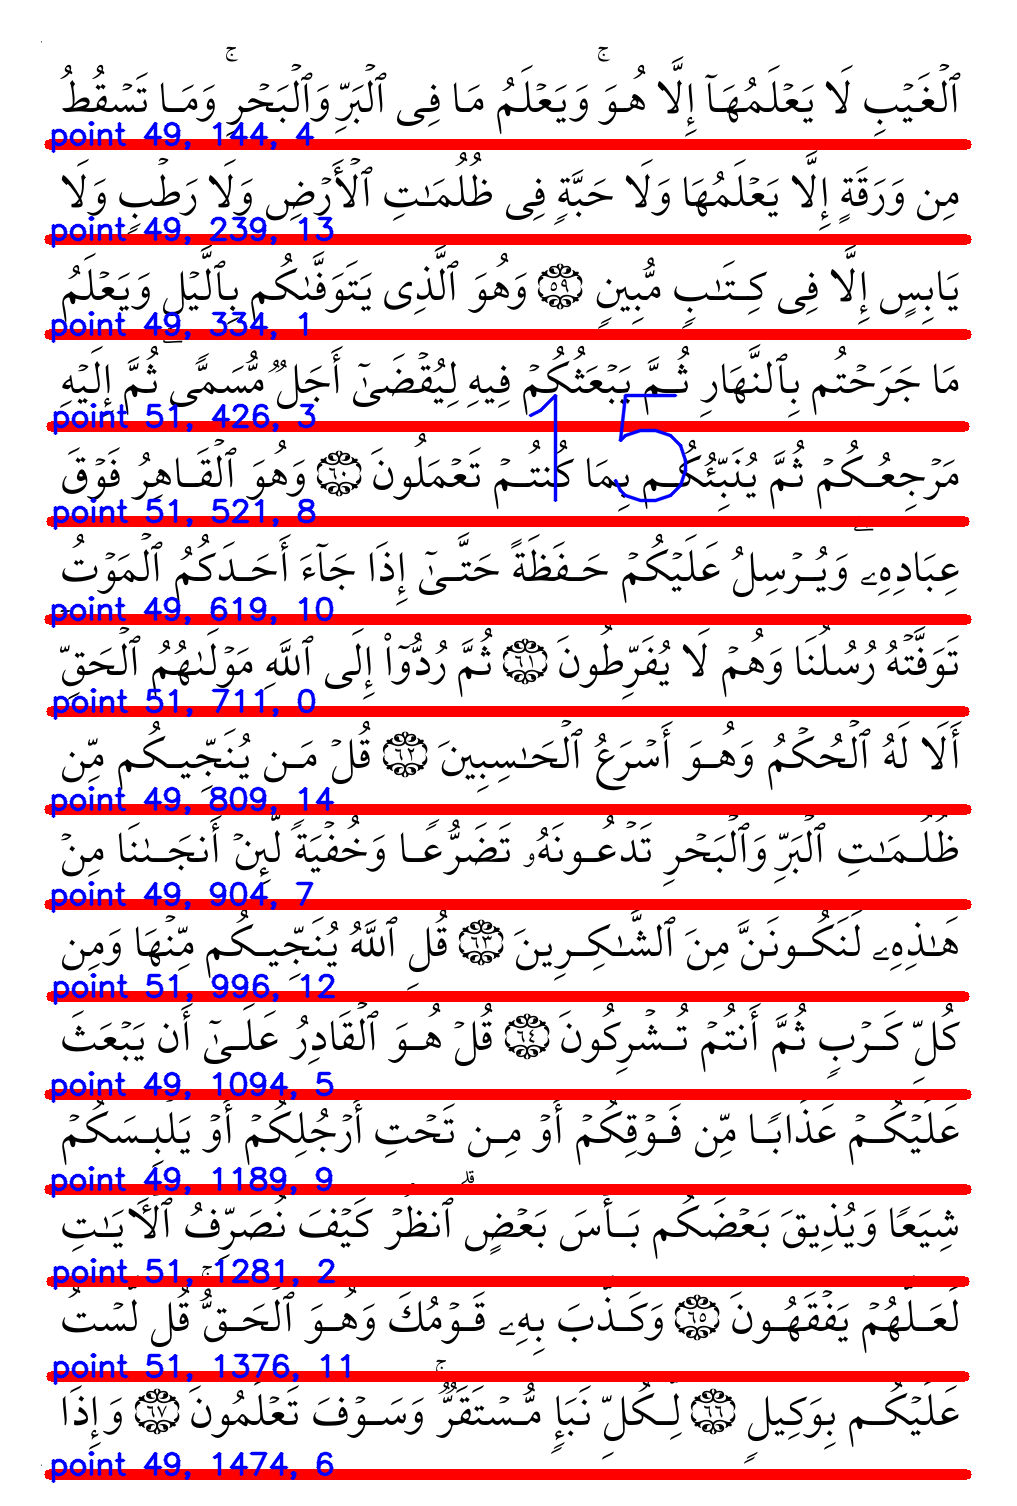 ٱلْغَيْبِ لَا يَعْلَمُهَآ إِلَّا هُوَ ۚ وَيَعْلَمُ مَا فِى ٱلْبَرِّ وَٱلْبَحْرِ ۚ وَمَا تَسْقُطُ
point 49, 144, 4
مِن وَرَقَةٍ إِلَّا يَعْلَمُهَا وَلَا حَبَّةٍ فِى ظُلُمَـٰتِ ٱلْأَرْضِ وَلَا رَطْبٍ وَلَا
point 49, 239, 13
يَابِسٍ إِلَّا فِى كِتَـٰبٍ مُّبِينٍ ٥٩ وَهُوَ ٱلَّذِى يَتَوَفَّىٰكُم بِٱلَّيْلِ وَيَعْلَمُ
point 49, 334, 1
مَا جَرَحْتُم بِٱلنَّهَارِ ثُمَّ يَبْعَثُكُمْ فِيهِ لِيُقْضَىٰٓ أَجَلٌ مُّسَمًّى ۖ ثُمَّ إِلَيْهِ
point 51, 426, 3
15
مَرْجِعُكُمْ ثُمَّ يُنَبِّئُكُم بِمَا كُنتُمْ تَعْمَلُونَ ٦٠ وَهُوَ ٱلْقَاهِرُ فَوْقَ
point 51, 521, 8
عِبَادِهِۦ ۖ وَيُرْسِلُ عَلَيْكُمْ حَفَظَةً حَتَّىٰٓ إِذَا جَآءَ أَحَدَكُمُ ٱلْمَوْتُ
point 49, 619, 10
تَوَفَّتْهُ رُسُلُنَا وَهُمْ لَا يُفَرِّطُونَ ٦١ ثُمَّ رُدُّوٓا۟ إِلَى ٱللَّهِ مَوْلَىٰهُمُ ٱلْحَقِّ
point 51, 711, 0
أَلَا لَهُ ٱلْحُكْمُ وَهُوَ أَسْرَعُ ٱلْحَـٰسِبِينَ ٦٢ قُلْ مَن يُنَجِّيكُم مِّن
point 49, 809, 14
ظُلُمَـٰتِ ٱلْبَرِّ وَٱلْبَحْرِ تَدْعُونَهُۥ تَضَرُّعًا وَخُفْيَةً لَّئِنْ أَنجَىٰنَا مِنْ
point 49, 904, 7
هَـٰذِهِۦ لَنَكُونَنَّ مِنَ ٱلشَّـٰكِرِينَ ٦٣ قُلِ ٱللَّهُ يُنَجِّيكُم مِّنْهَا وَمِن
point 51, 996, 12
كُلِّ كَرْبٍ ثُمَّ أَنتُمْ تُشْرِكُونَ ٦٤ قُلْ هُوَ ٱلْقَادِرُ عَلَىٰٓ أَن يَبْعَثَ
point 49, 1094, 5
عَلَيْكُمْ عَذَابًا مِّن فَوْقِكُمْ أَوْ مِن تَحْتِ أَرْجُلِكُمْ أَوْ يَلْبِسَكُمْ
point 49, 1189, 9
شِيَعًا وَيُذِيقَ بَعْضَكُم بَأْسَ بَعْضٍ ۗ ٱنظُرْ كَيْفَ نُصَرِّفُ ٱلْـَٔايَـٰتِ
point 51, 1281, 2
لَعَلَّهُمْ يَفْقَهُونَ ٦٥ وَكَذَّبَ بِهِۦ قَوْمُكَ وَهُوَ ٱلْحَقُّ ۚ قُل لَّسْتُ
point 51, 1376, 11
عَلَيْكُم بِوَكِيلٍ ٦٦ لِّكُلِّ نَبَإٍ مُّسْتَقَرٌّ ۚ وَسَوْفَ تَعْلَمُونَ ٦٧ وَإِذَا
point 49, 1474, 6